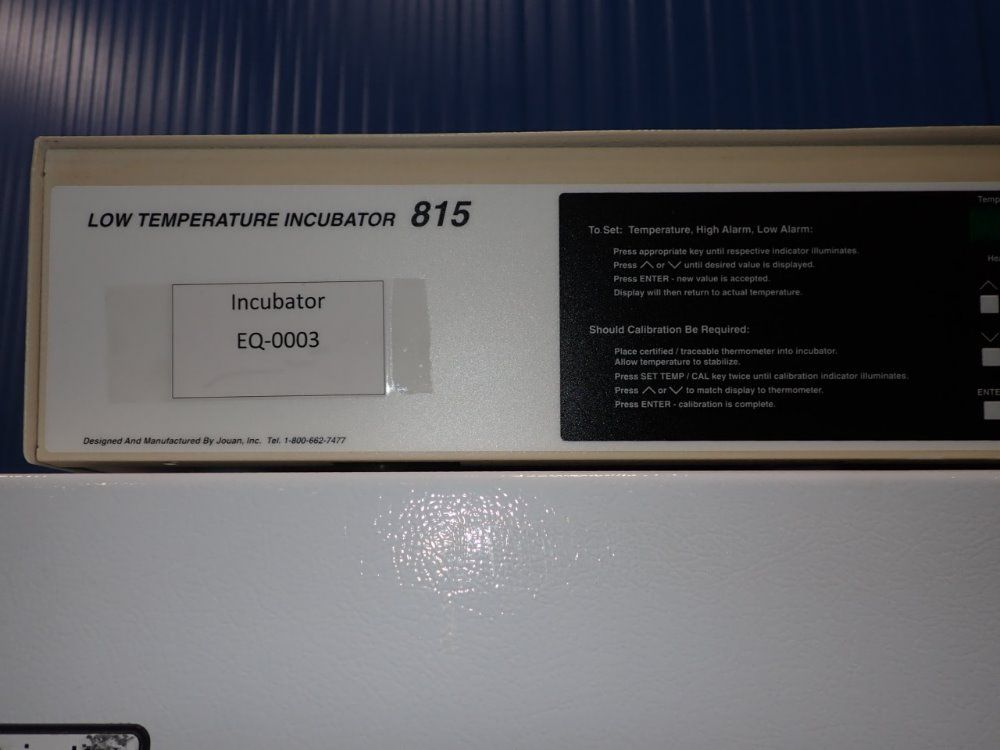 LOW TEMPERATURE INCUBATOR 815
Incubator
EQ-0003
Designed And Manufactured By Jouan, Inc. Tel. 1-800-662-7477
To Set: Temperature, High Alarm, Low Alarm:
Press appropriate key until respective indicator illuminates.
Press ∧ or ∨ until desired value is displayed.
Press ENTER - new value is accepted.
Display will then return to actual temperature.
Should Calibration Be Required:
Place certified / traceable thermometer into incubator.
Allow temperature to stabilize.
Press SET TEMP / CAL key twice until calibration indicator illuminates.
Press ∧ or ∨ to match display to thermometer.
Press ENTER - calibration is complete.